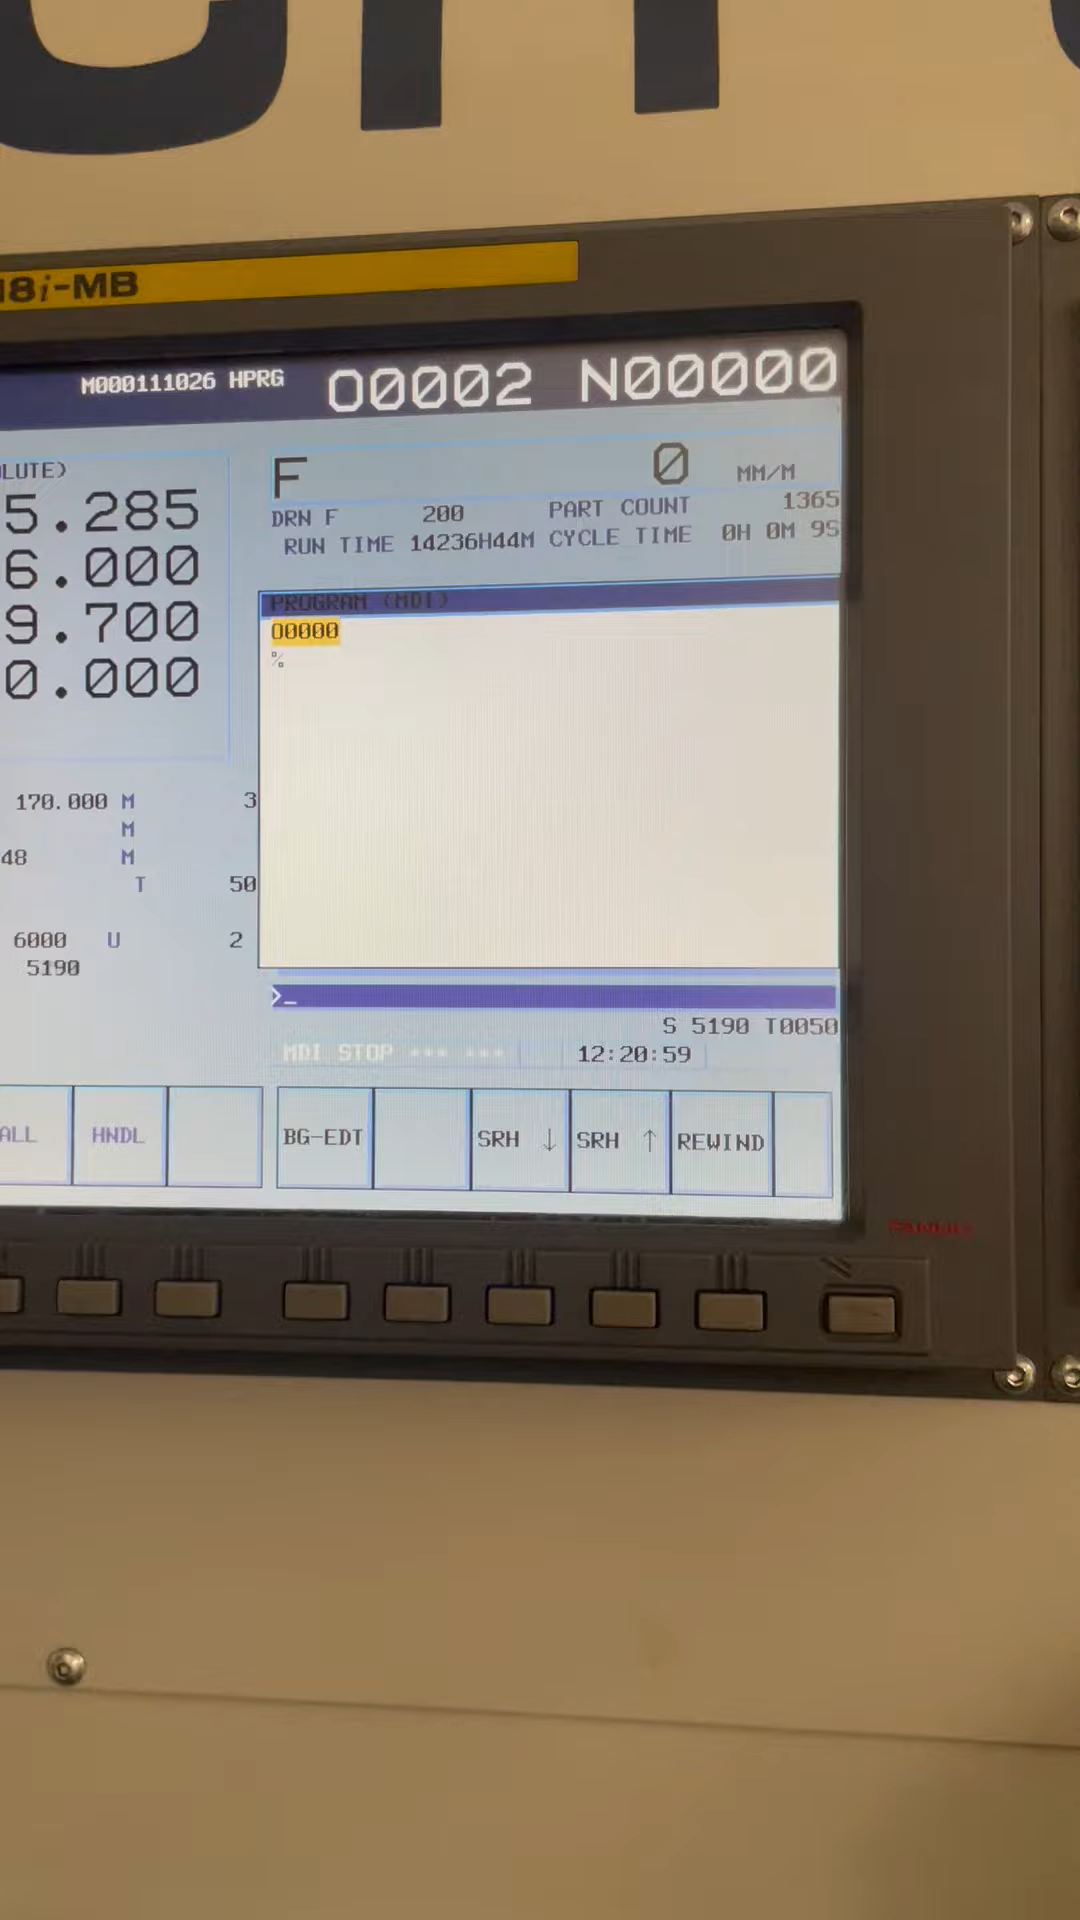 8i-MB
M000111026 HPRG O0002 N00000
LUTE)
5.285
6.000
9.700
0.000
F 0 MM/M
DRN F 200 PART COUNT 1365
RUN TIME 14236H44M CYCLE TIME 0H 0M 9S
PROGRAM (MDI)
O0000
%
170.000 M 3
M
48 M
T 50
6000 U 2
5190
>_
S 5190 T0050
MDI STOP *** *** 12:20:59
ALL HNDL BG-EDT SRH ↓ SRH ↑ REWIND
FANUC